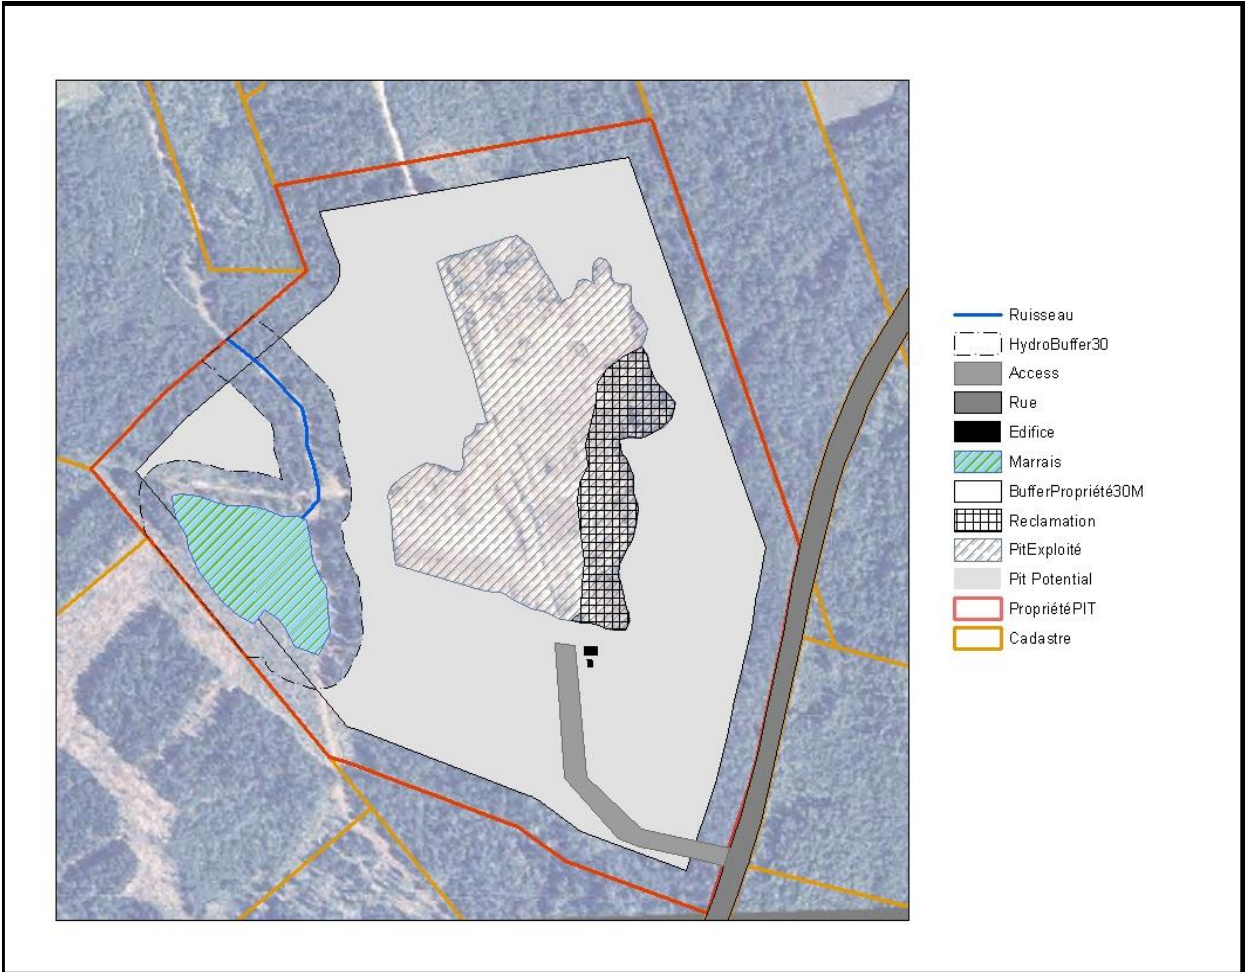 Ruisseau
HydroBuffer30
Access
Rue
Edifice
Marrais
BufferPropriété30M
Reclamation
PitExploité
Pit Potential
PropriétéPIT
Cadastre